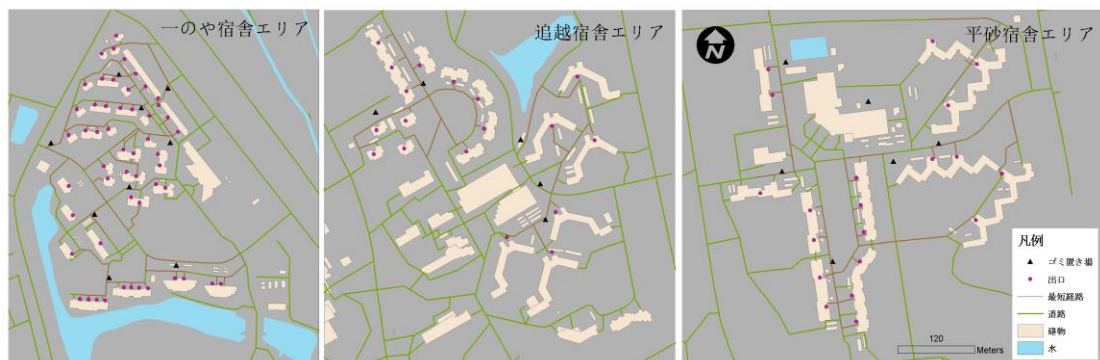 一のや宿舎エリア
追越宿舎エリア
平砂宿舎エリア
N
凡例
ゴミ置き場
出口
最短経路
道路
建物
水
120
Meters